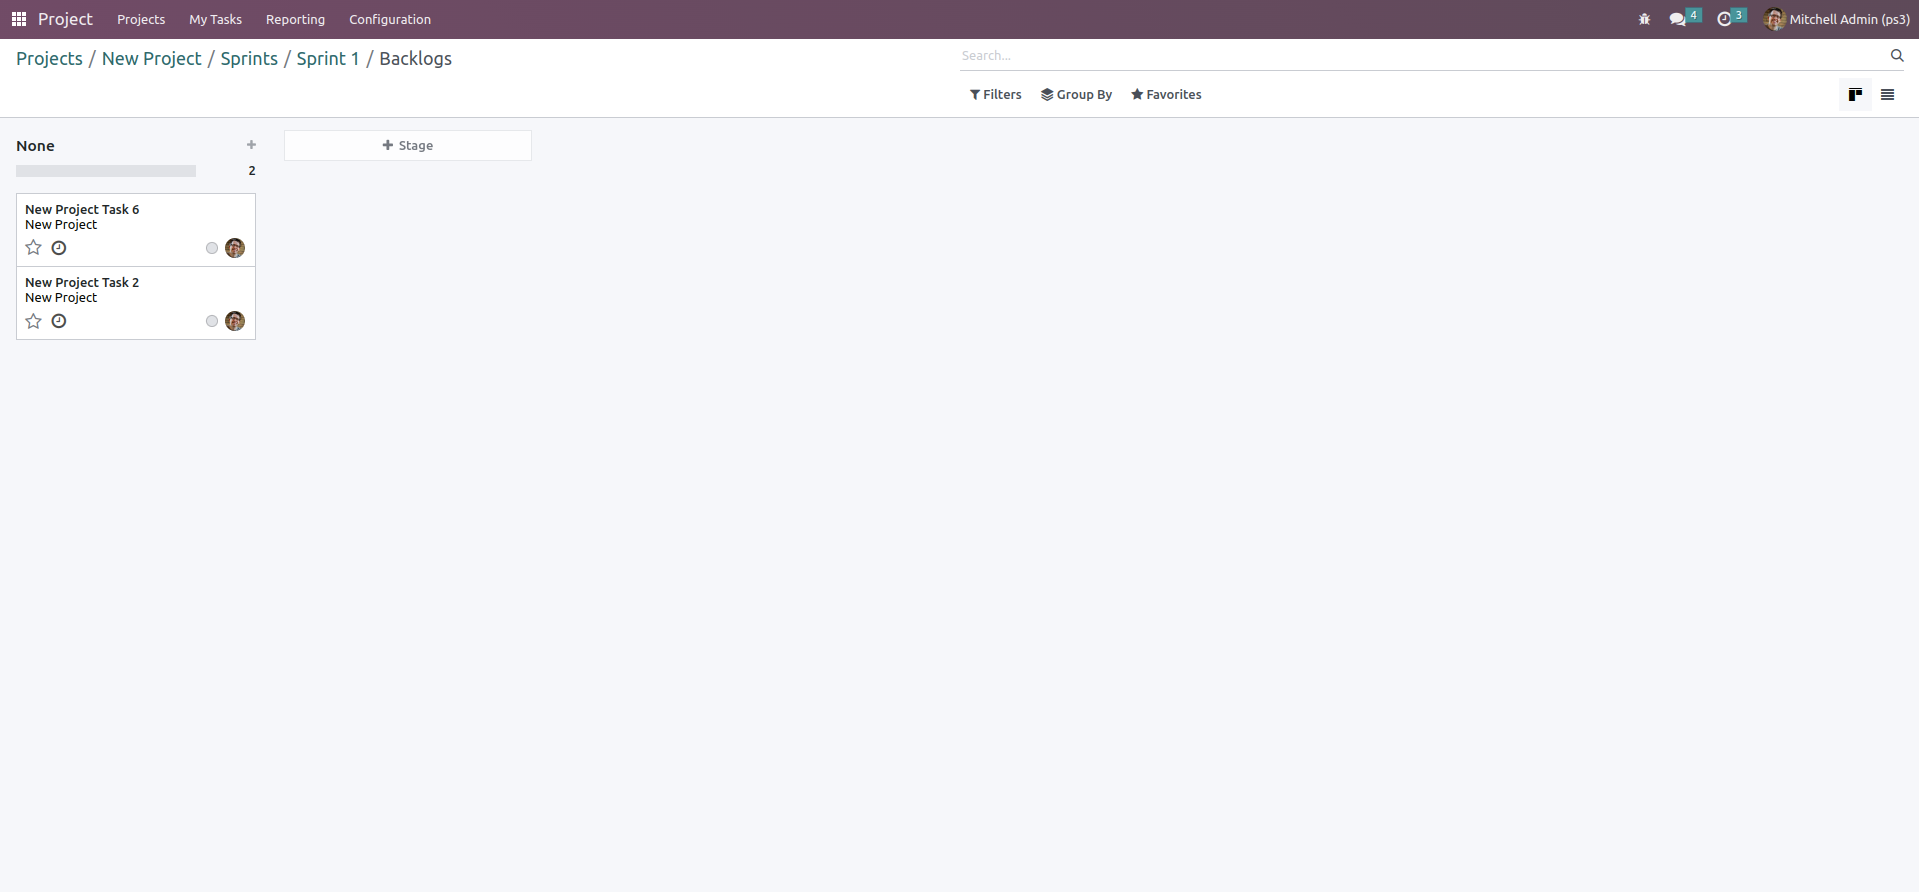 Project Projects My Tasks Reporting Configuration 4 3 Mitchell Admin (ps3)
Projects / New Project / Sprints / Sprint 1 / Backlogs
Search...
Filters Group By Favorites
None +
+ Stage
2
New Project Task 6
New Project
New Project Task 2
New Project